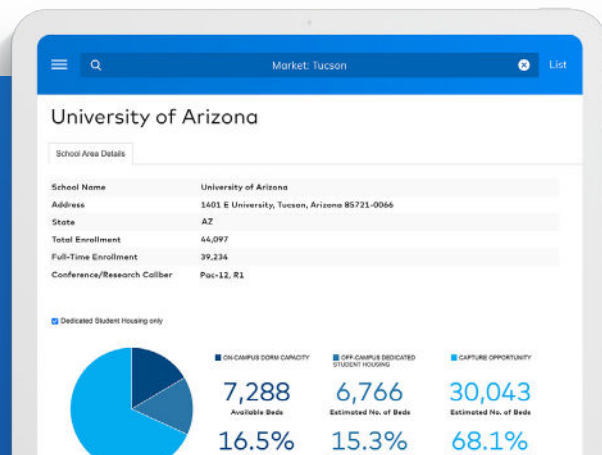 Market: Tucson
List
University of Arizona
School Area Details
School Name University of Arizona
Address 1401 E University, Tucson, Arizona 85721-0066
State AZ
Total Enrollment 44,097
Full-Time Enrollment 39,234
Conference/Research Caliber Pac-12, R1
Dedicated Student Housing only
ON-CAMPUS DORM CAPACITY
OFF-CAMPUS DEDICATED
STUDENT HOUSING
CAPTURE OPPORTUNITY
7,288 6,766 30,043
Available Beds Estimated No. of Beds Estimated No. of Beds
16.5% 15.3% 68.1%